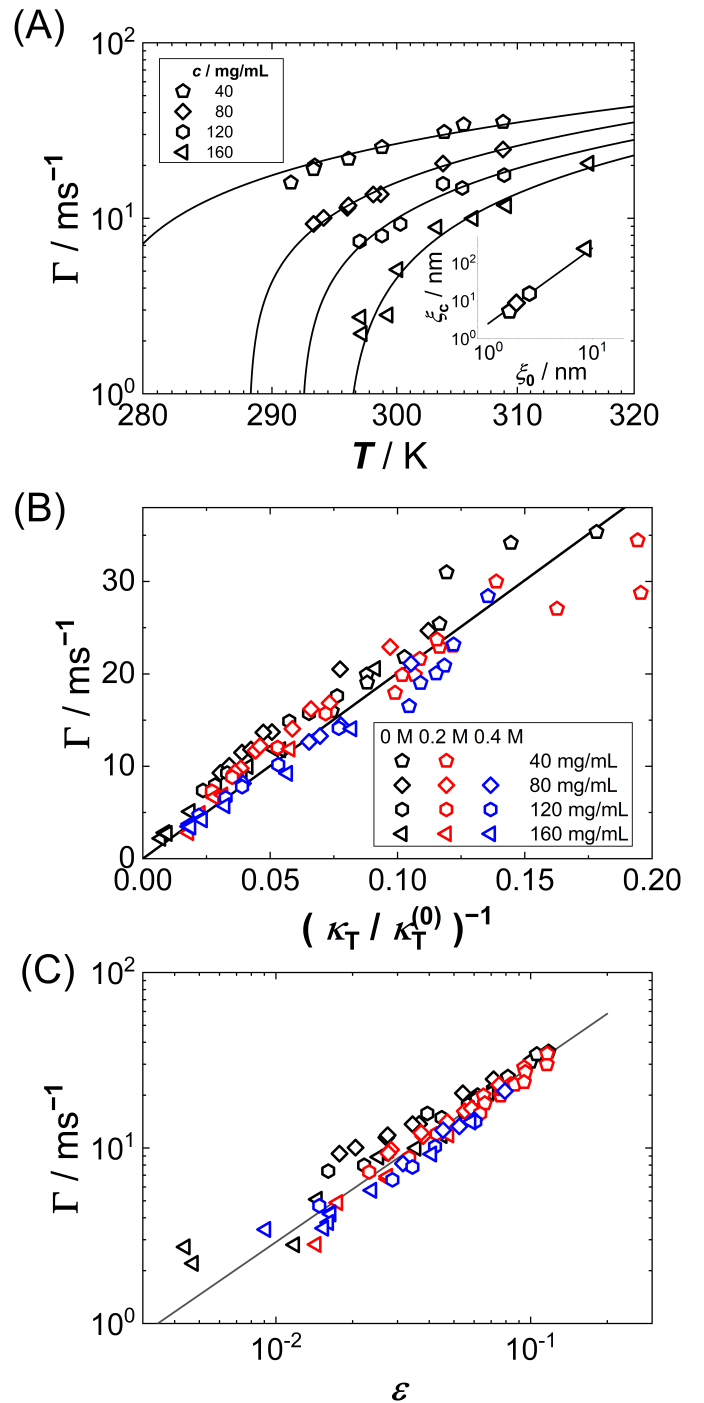 (A)
10²
c / mg/mL
40
80
120
160
Γ / ms⁻¹
10¹
10⁰
280 290 300 310 320
T / K
ξc / nm
10²
10¹
10⁰
10⁰ 10¹
ξ0 / nm
(B)
Γ / ms⁻¹
30
20
10
0
0 M 0.2 M 0.4 M
40 mg/mL
80 mg/mL
120 mg/mL
160 mg/mL
0.00 0.05 0.10 0.15 0.20
( κT / κT(0) )⁻¹
(C)
10²
Γ / ms⁻¹
10¹
10⁰
10⁻² 10⁻¹
ε